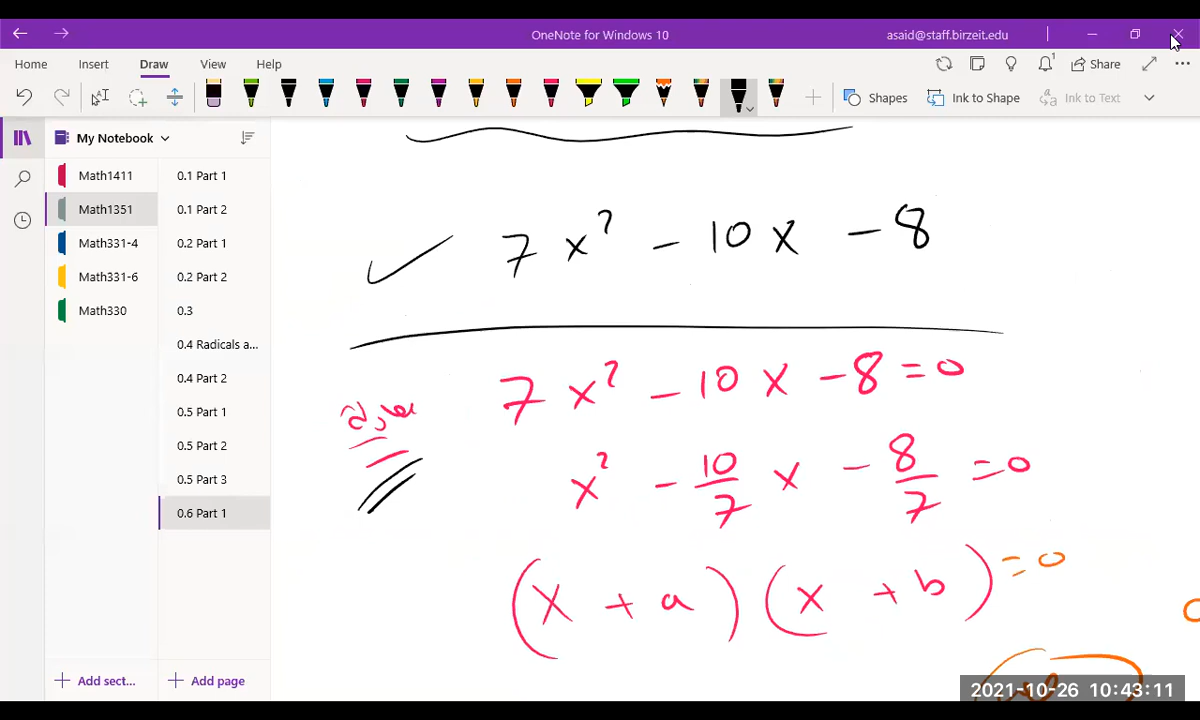 OneNote for Windows 10
asaid@staff.birzeit.edu
Home Insert Draw View Help
Share
Shapes
Ink to Shape
Ink to Text
My Notebook
Math1411
Math1351
Math331-4
Math331-6
Math330
0.1 Part 1
0.1 Part 2
0.2 Part 1
0.2 Part 2
0.3
0.4 Radicals a...
0.4 Part 2
0.5 Part 1
0.5 Part 2
0.5 Part 3
0.6 Part 1
Add sect...
Add page
7x² - 10x - 8
7x² - 10x - 8 = 0
x² - 10/7 x - 8/7 = 0
(x + a)(x + b) = 0
2021-10-26 10:43:11